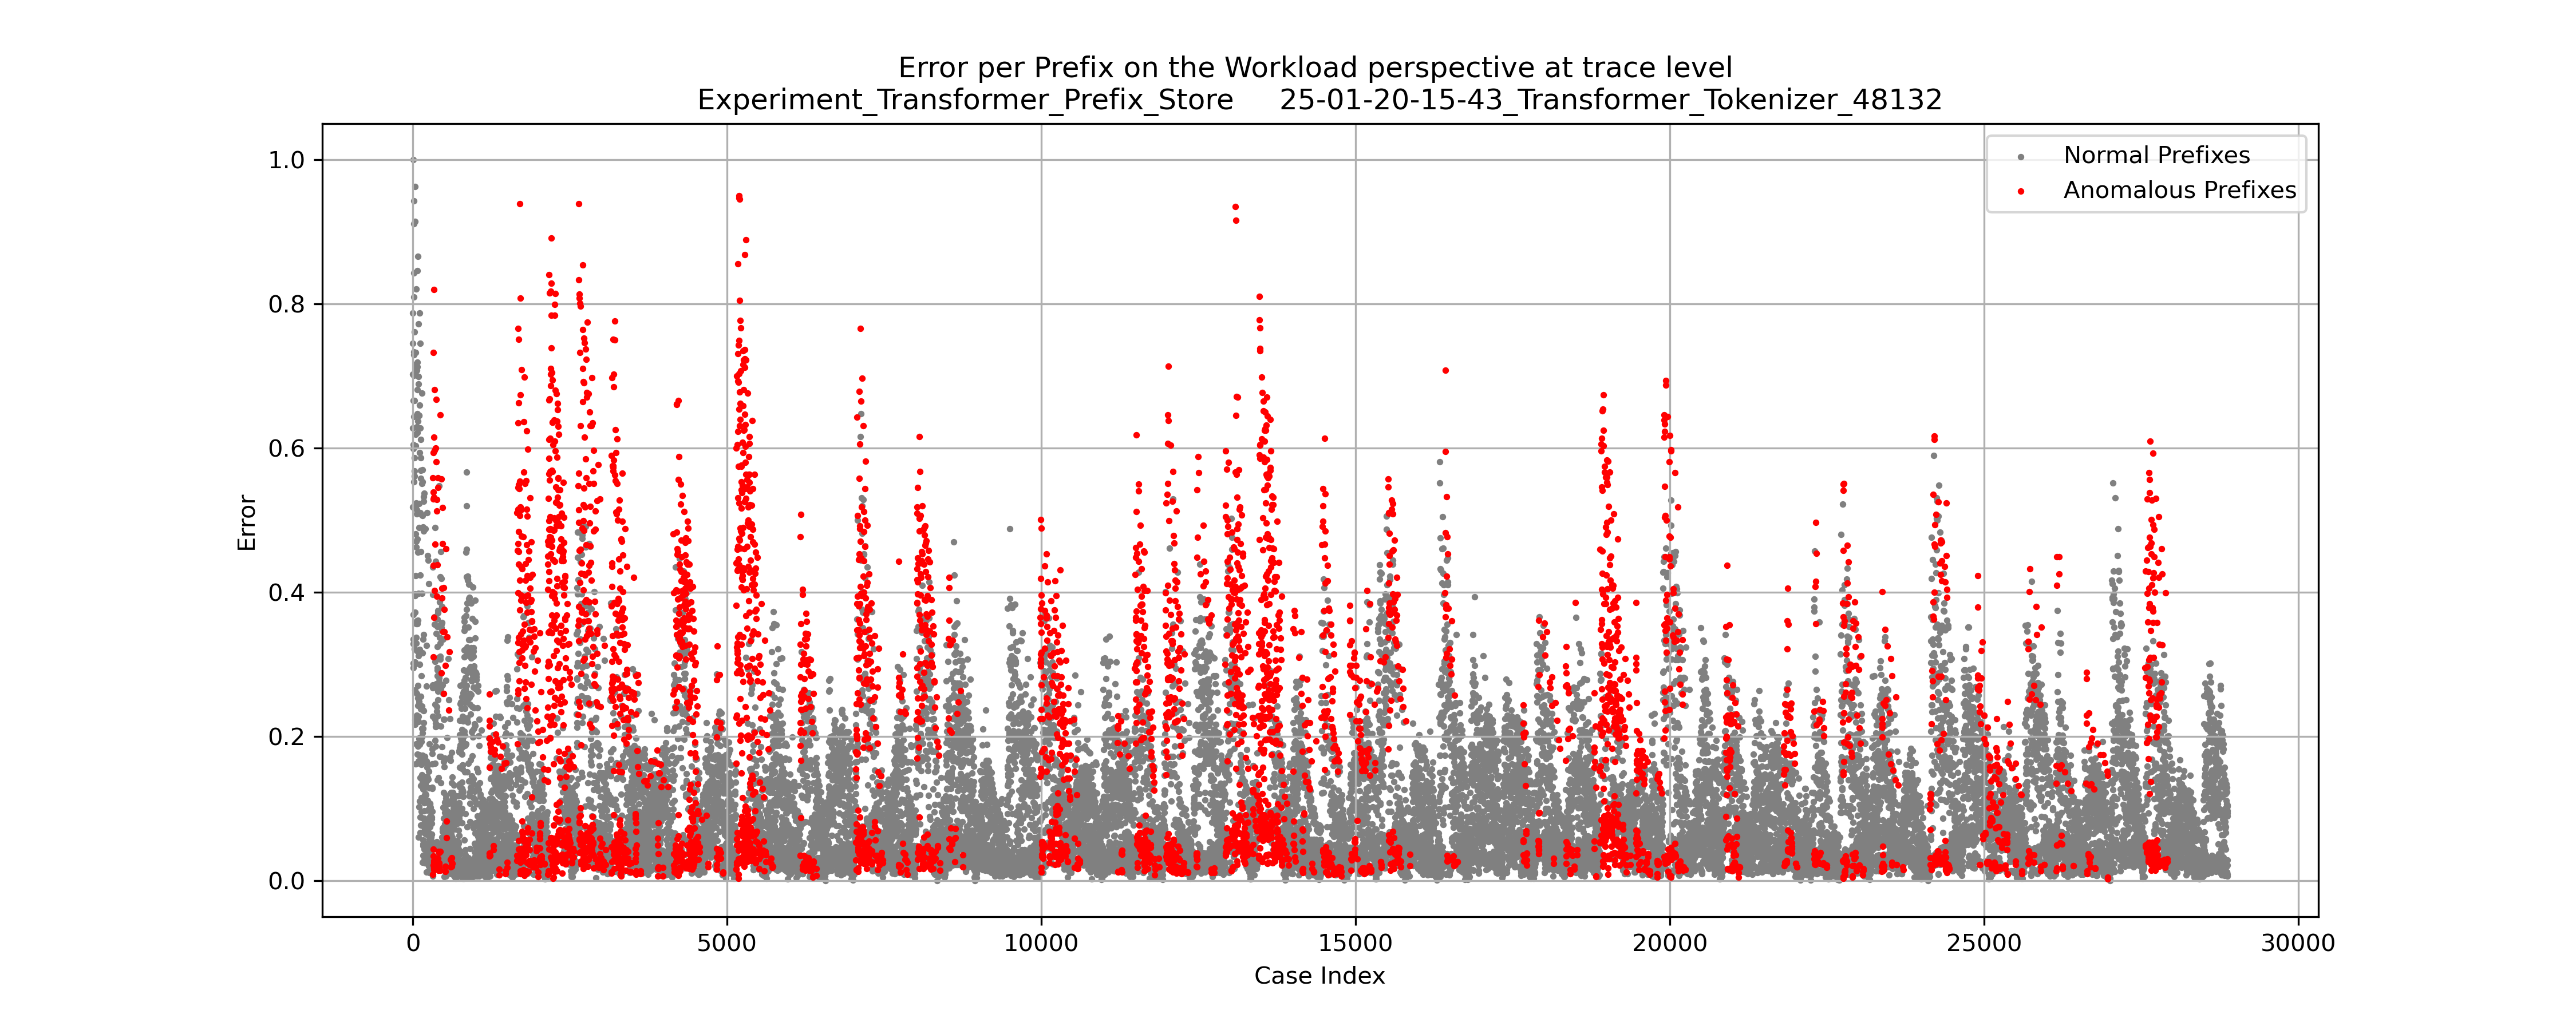 Error per Prefix on the Workload perspective at trace level
Experiment_Transformer_Prefix_Store 25-01-20-15-43_Transformer_Tokenizer_48132
Normal Prefixes
Anomalous Prefixes
1.0
0.8
0.6
0.4
0.2
0.0
Error
0 5000 10000 15000 20000 25000 30000
Case Index